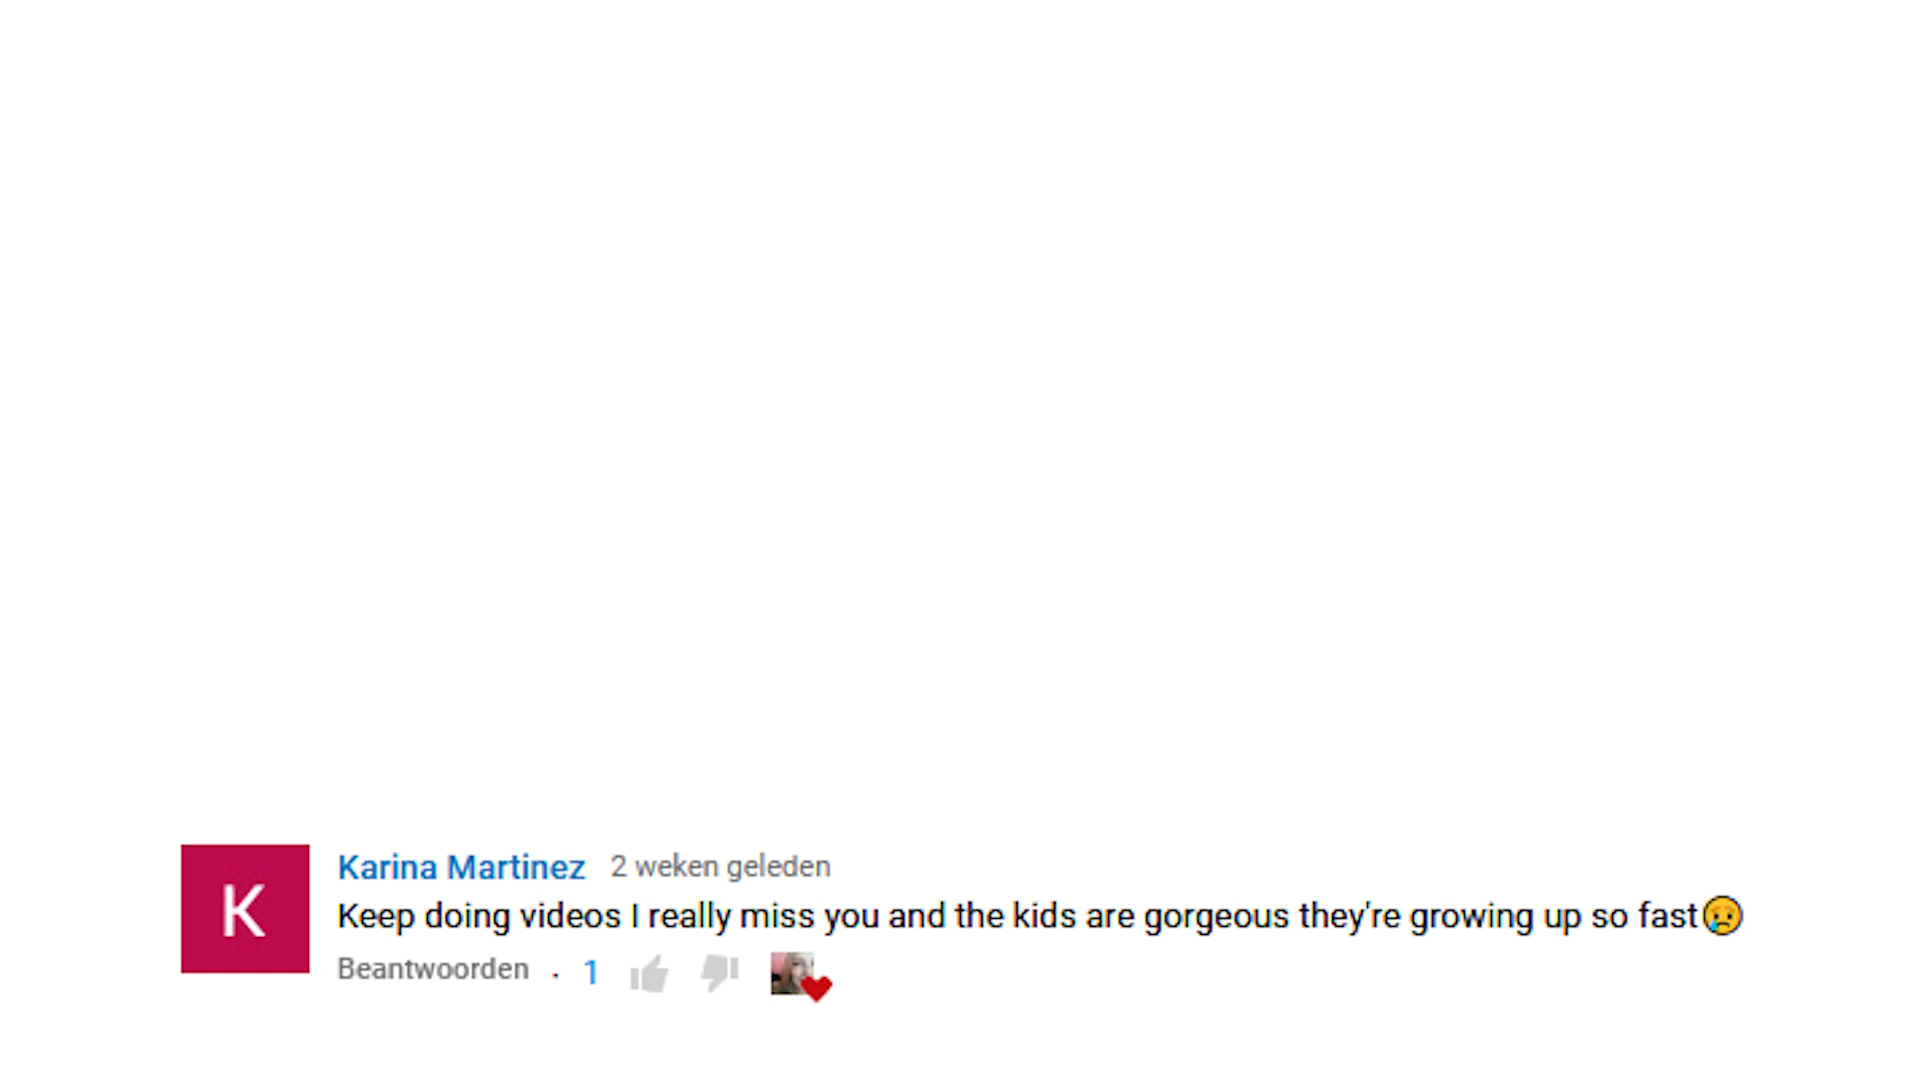 K
Karina Martinez 2 weken geleden
Keep doing videos I really miss you and the kids are gorgeous they're growing up so fast😢
Beantwoorden · 1